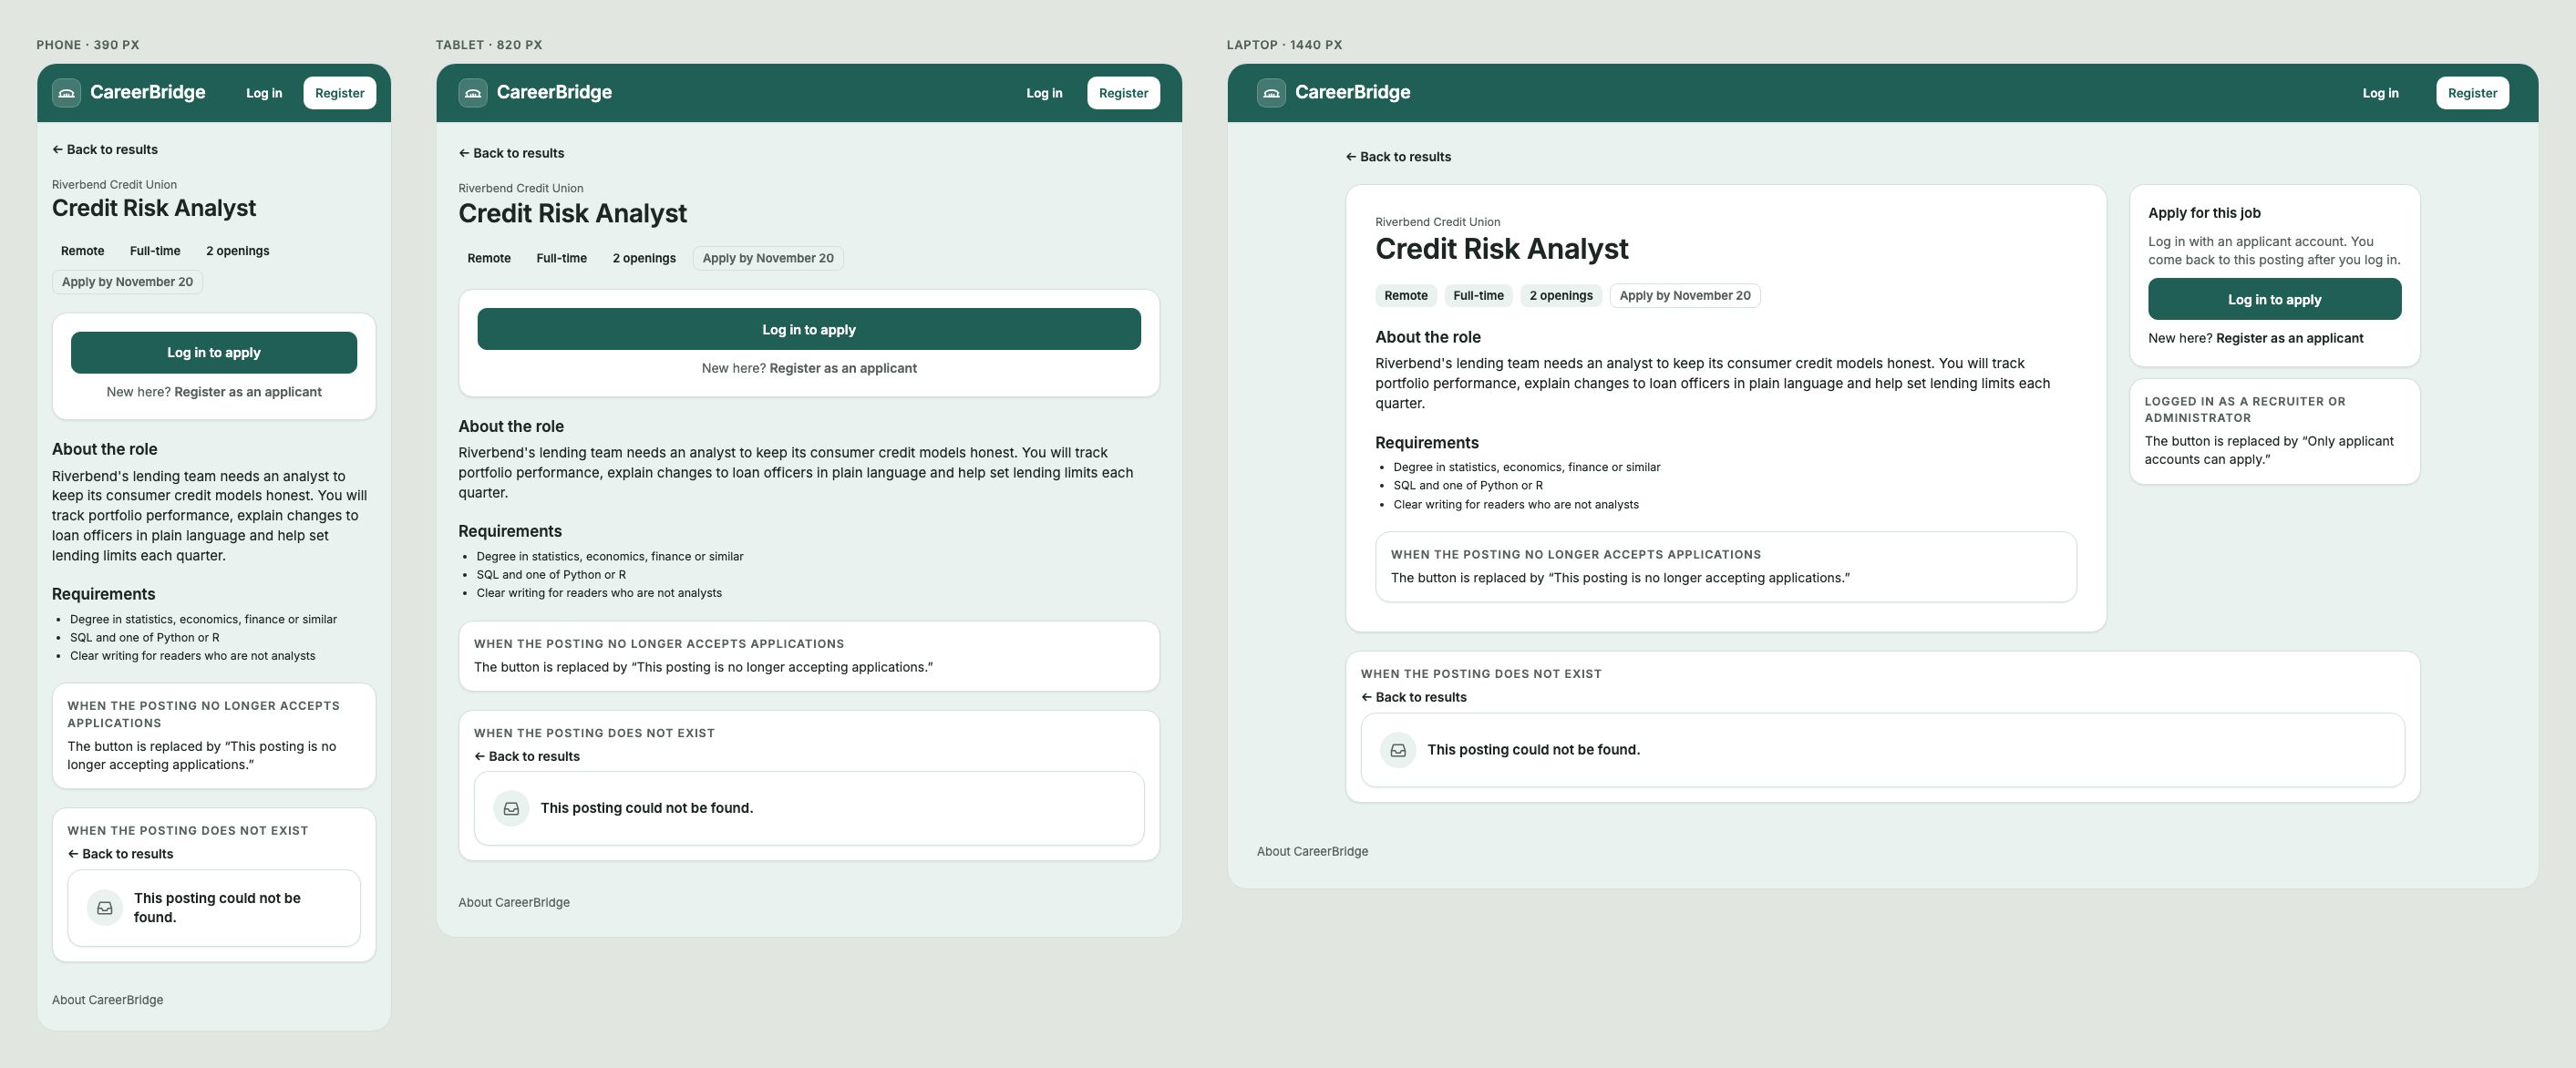 PHONE · 390 PX
CareerBridge
Log in
Register
← Back to results
Riverbend Credit Union
Credit Risk Analyst
Remote
Full-time
2 openings
Apply by November 20
Log in to apply
New here? Register as an applicant
About the role
Riverbend's lending team needs an analyst to
keep its consumer credit models honest. You will
track portfolio performance, explain changes to
loan officers in plain language and help set
lending limits each quarter.
Requirements
• Degree in statistics, economics, finance or similar
• SQL and one of Python or R
• Clear writing for readers who are not analysts
WHEN THE POSTING NO LONGER ACCEPTS
APPLICATIONS
The button is replaced by “This posting is no
longer accepting applications.”
WHEN THE POSTING DOES NOT EXIST
← Back to results
This posting could not be
found.
About CareerBridge
TABLET · 820 PX
CareerBridge
Log in
Register
← Back to results
Riverbend Credit Union
Credit Risk Analyst
Remote
Full-time
2 openings
Apply by November 20
Log in to apply
New here? Register as an applicant
About the role
Riverbend's lending team needs an analyst to keep its consumer credit models honest. You will track
portfolio performance, explain changes to loan officers in plain language and help set lending limits each
quarter.
Requirements
• Degree in statistics, economics, finance or similar
• SQL and one of Python or R
• Clear writing for readers who are not analysts
WHEN THE POSTING NO LONGER ACCEPTS APPLICATIONS
The button is replaced by “This posting is no longer accepting applications.”
WHEN THE POSTING DOES NOT EXIST
← Back to results
This posting could not be found.
About CareerBridge
LAPTOP · 1440 PX
CareerBridge
Log in
Register
← Back to results
Riverbend Credit Union
Credit Risk Analyst
Remote
Full-time
2 openings
Apply by November 20
About the role
Riverbend's lending team needs an analyst to keep its consumer credit models honest. You will track
portfolio performance, explain changes to loan officers in plain language and help set lending limits each
quarter.
Requirements
• Degree in statistics, economics, finance or similar
• SQL and one of Python or R
• Clear writing for readers who are not analysts
WHEN THE POSTING NO LONGER ACCEPTS APPLICATIONS
The button is replaced by “This posting is no longer accepting applications.”
Apply for this job
Log in with an applicant account. You
come back to this posting after you log in.
Log in to apply
New here? Register as an applicant
LOGGED IN AS A RECRUITER OR
ADMINISTRATOR
The button is replaced by “Only applicant
accounts can apply.”
WHEN THE POSTING DOES NOT EXIST
← Back to results
This posting could not be found.
About CareerBridge